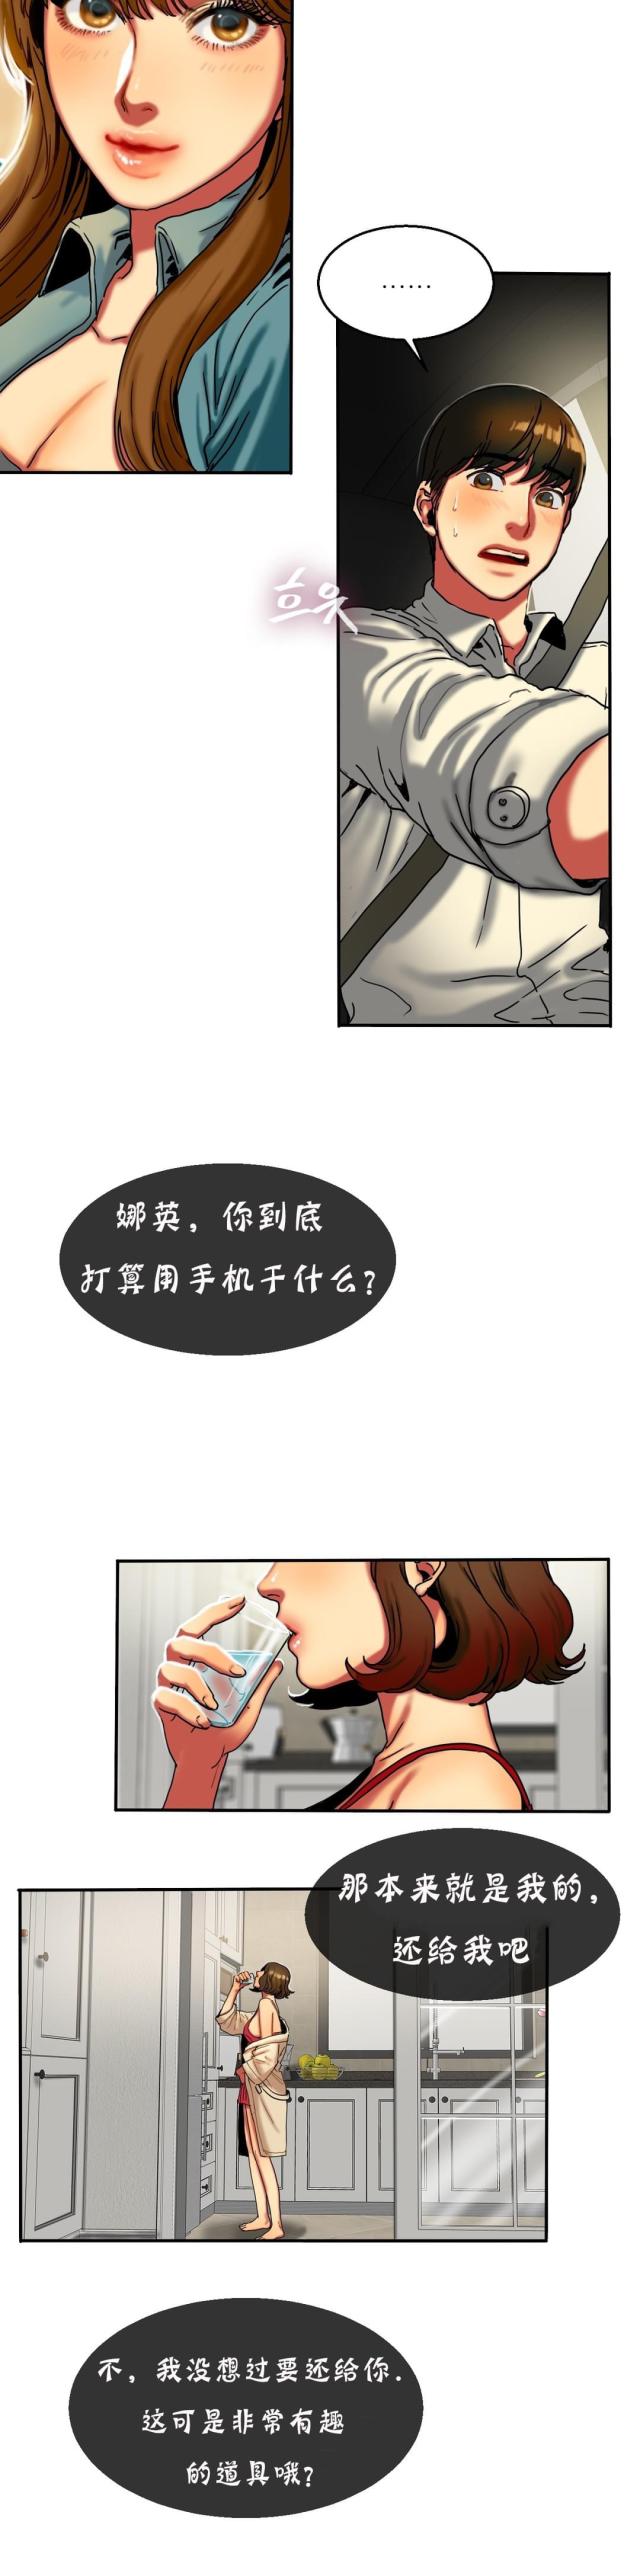 ......
흐읏
娜英，你到底
打算用手机干什么？
那本来就是我的，
还给我吧
不，我没想过要还给你.
这可是非常有趣
的道具哦？